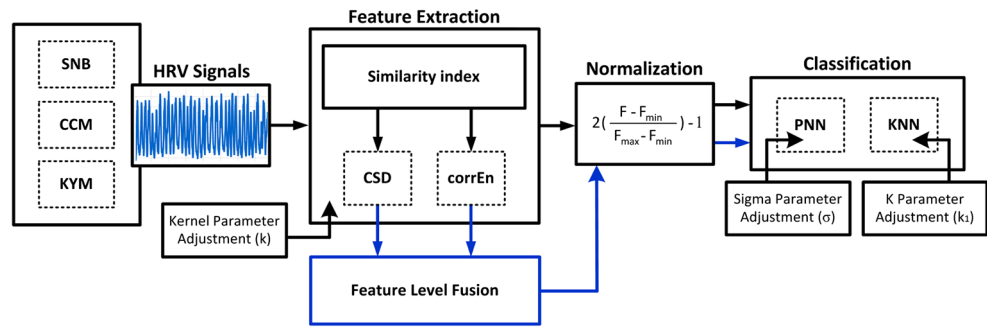 SNB
CCM
KYM
HRV Signals
Feature Extraction
Similarity index
CSD
corrEn
Kernel Parameter
Adjustment (k)
Feature Level Fusion
Normalization
2( (F - Fmin) / (Fmax - Fmin) ) - 1
Classification
PNN
KNN
Sigma Parameter
Adjustment (σ)
K Parameter
Adjustment (k₁)